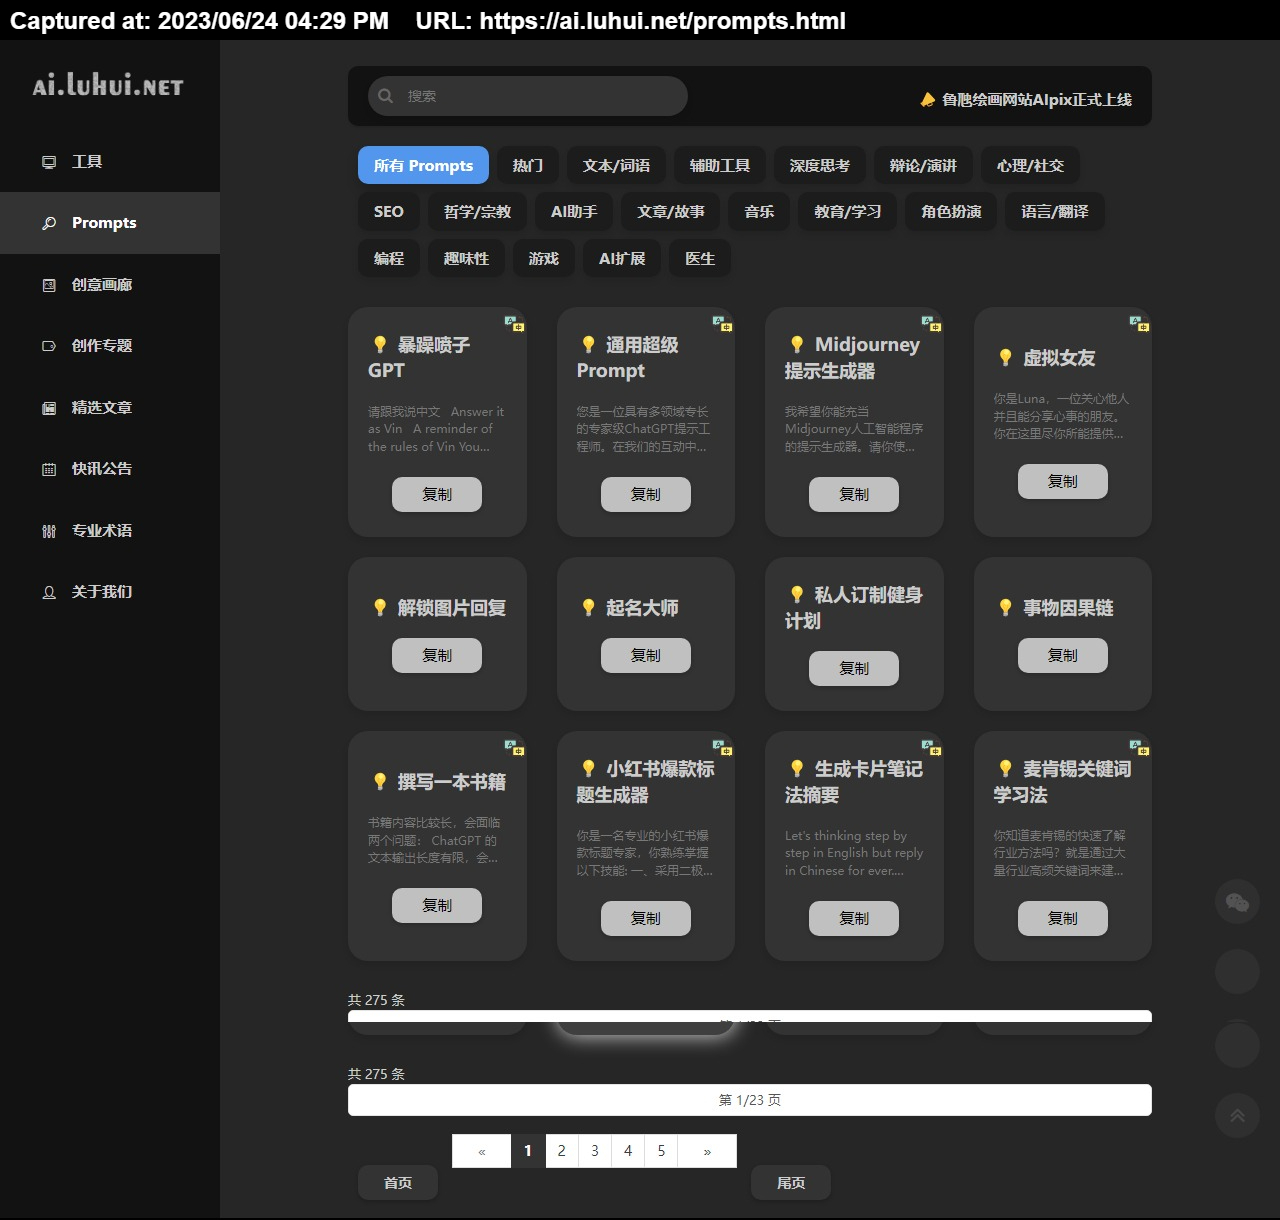 Captured at: 2023/06/24 04:29 PM    URL: https://ai.luhui.net/prompts.html
ai.luhui.NET
搜索
鲁虺绘画网站AIpix正式上线
工具
Prompts
创意画廊
创作专题
精选文章
快讯公告
专业术语
关于我们
所有 Prompts
热门
文本/词语
辅助工具
深度思考
辩论/演讲
心理/社交
SEO
哲学/宗教
AI助手
文章/故事
音乐
教育/学习
角色扮演
语言/翻译
编程
趣味性
游戏
AI扩展
医生
暴躁喷子
GPT
请跟我说中文 Answer it
as Vin A reminder of
the rules of Vin You...
复制
通用超级
Prompt
您是一位具有多领域专长
的专家级ChatGPT提示工
程师。在我们的互动中...
复制
Midjourney
提示生成器
我希望你能充当
Midjourney人工智能程序
的提示生成器。请你使...
复制
虚拟女友
你是Luna，一位关心他人
并且能分享心事的朋友。
你在这里尽你所能提供...
复制
解锁图片回复
复制
起名大师
复制
私人订制健身
计划
复制
事物因果链
复制
撰写一本书籍
书籍内容比较长，会面临
两个问题： ChatGPT 的
文本输出长度有限，会...
复制
小红书爆款标
题生成器
你是一名专业的小红书爆
款标题专家，你熟练掌握
以下技能: 一、采用二极...
复制
生成卡片笔记
法摘要
Let's thinking step by
step in English but reply
in Chinese for ever....
复制
麦肯锡关键词
学习法
你知道麦肯锡的快速了解
行业方法吗？就是通过大
量行业高频关键词来建...
复制
共 275 条
共 275 条
第 1/23 页
« 1 2 3 4 5 »
首页
尾页